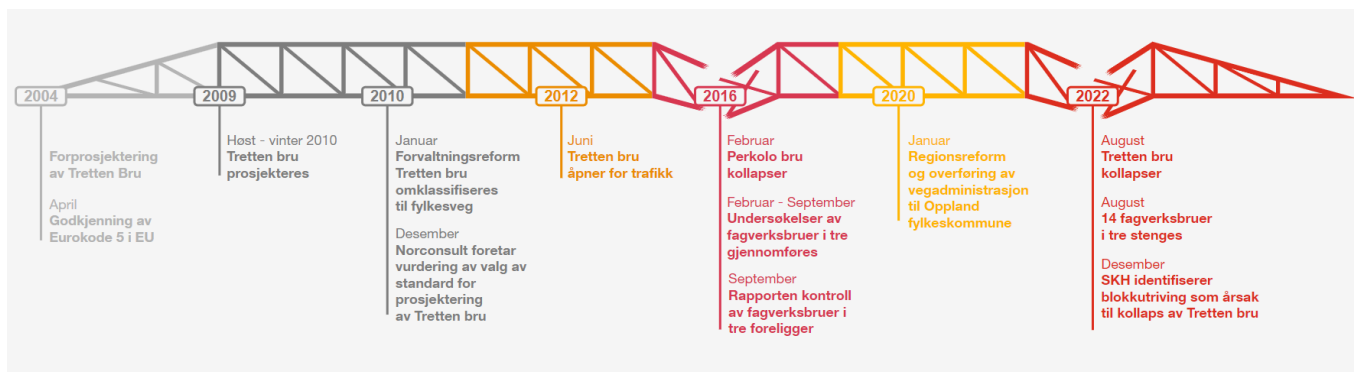 2004
Forprosjektering
av Tretten Bru
April
Godkjenning av
Eurokode 5 i EU
2009
Høst - vinter 2010
Tretten bru
prosjekteres
2010
Januar
Forvaltningsreform
Tretten bru
omklassifiseres
til fylkesveg
Desember
Norconsult foretar
vurdering av valg av
standard for
prosjektering
av Tretten bru
2012
Juni
Tretten bru
åpner for trafikk
2016
Februar
Perkolo bru
kollapser
Februar - September
Undersøkelser av
fagverksbruer i tre
gjennomføres
September
Rapporten kontroll
av fagverksbruer i
tre foreligger
2020
Januar
Regionsreform
og overføring av
vegadministrasjon
til Oppland
fylkeskommune
2022
August
Tretten bru
kollapser
August
14 fagverksbruer
i tre stenges
Desember
SKH identifiserer
blokkutriving som årsak
til kollaps av Tretten bru